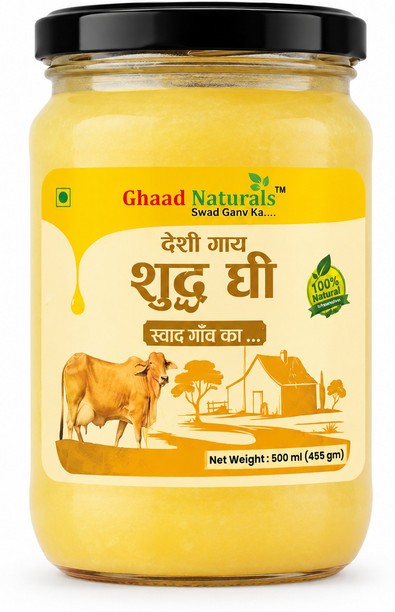 Ghaad Naturals™
Swad Ganv Ka....
देशी गाय
शुद्ध घी
100%
Natural
स्वाद गाँव का ...
Net Weight : 500 ml (455 gm)